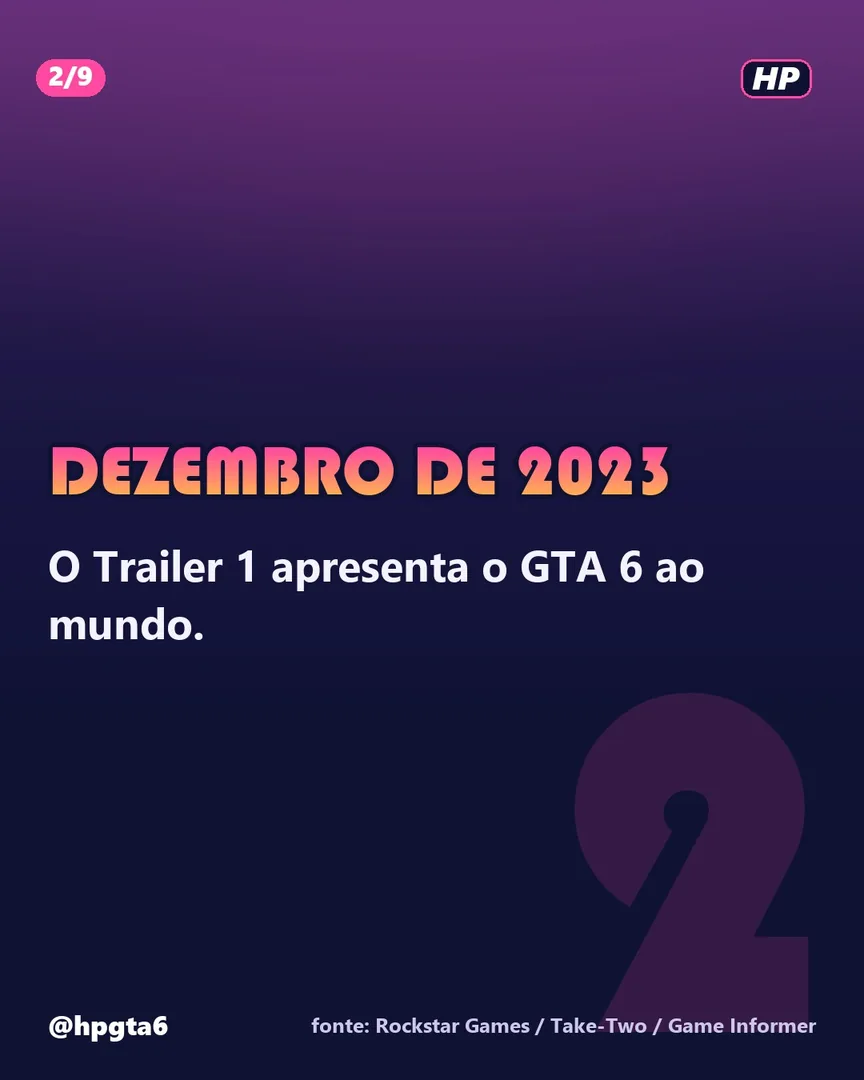 2/9
HP
DEZEMBRO DE 2023
O Trailer 1 apresenta o GTA 6 ao
mundo.
2
@hpgta6
fonte: Rockstar Games / Take-Two / Game Informer